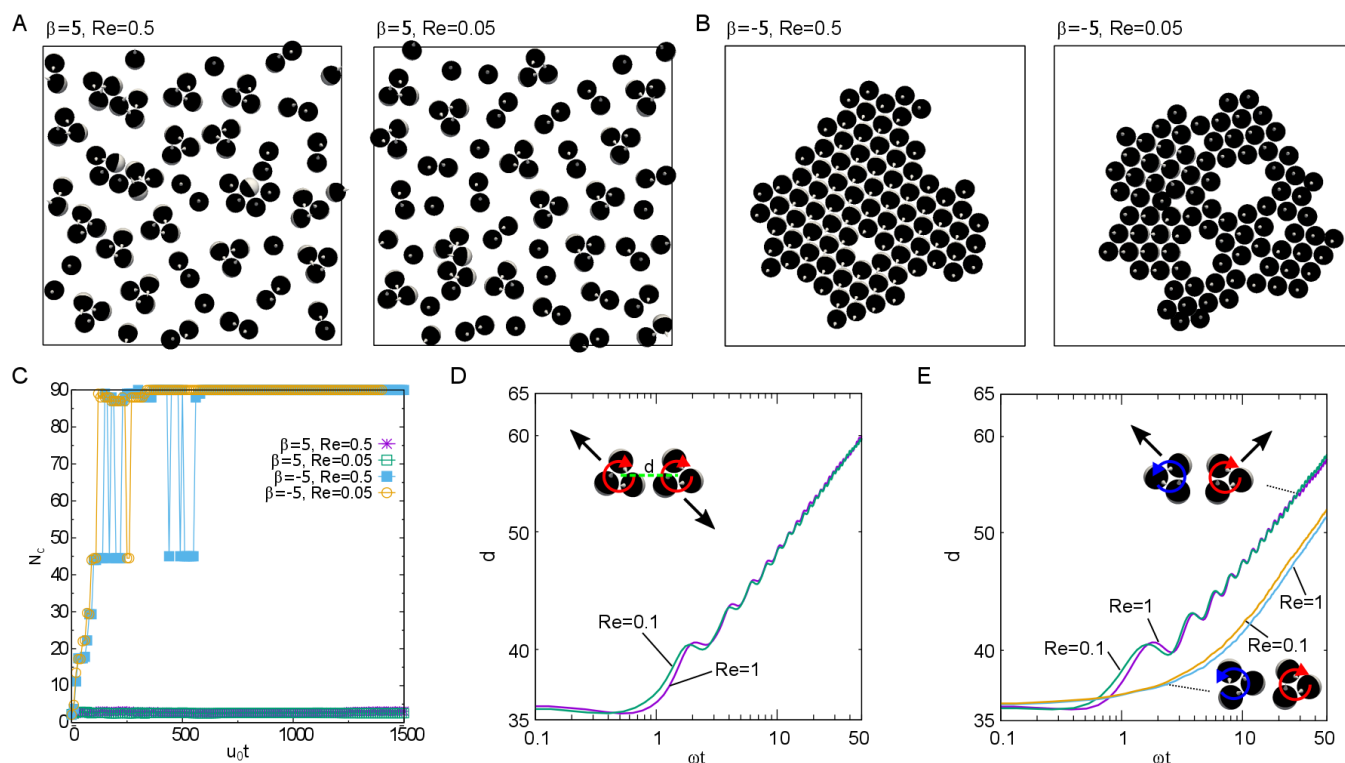 A
β=5, Re=0.5
β=5, Re=0.05
B
β=-5, Re=0.5
β=-5, Re=0.05
C
90
80
70
60
50
40
30
20
10
0
N_c
β=5, Re=0.5
β=5, Re=0.05
β=-5, Re=0.5
β=-5, Re=0.05
0
500
1000
1500
u₀t
D
65
60
50
40
35
d
d
Re=0.1
Re=1
0.1
1
10
50
ωt
E
65
60
50
40
35
d
Re=1
Re=0.1
Re=1
Re=0.1
0.1
1
10
50
ωt